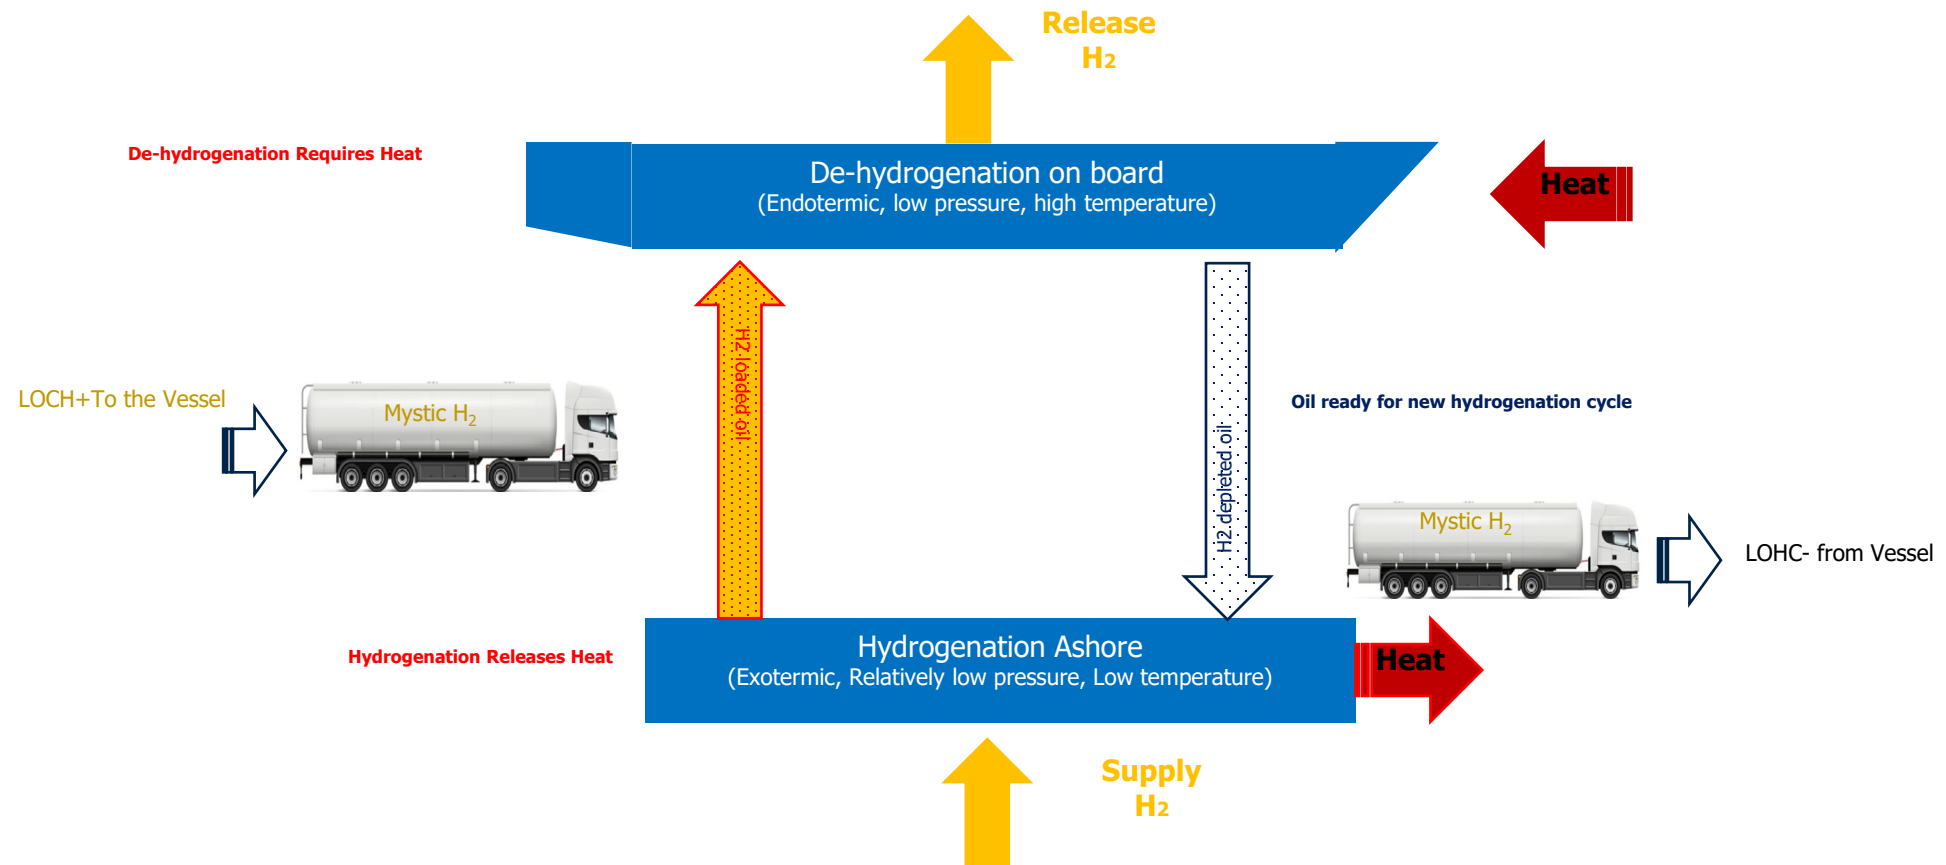 Release
H2
De-hydrogenation Requires Heat
De-hydrogenation on board
(Endotermic, low pressure, high temperature)
Heat
H2 loaded oil
LOCH+To the Vessel
Mystic H2
Oil ready for new hydrogenation cycle
H2 depleted oil
Mystic H2
LOHC- from Vessel
Hydrogenation Releases Heat
Hydrogenation Ashore
(Exotermic, Relatively low pressure, Low temperature)
Heat
Supply
H2